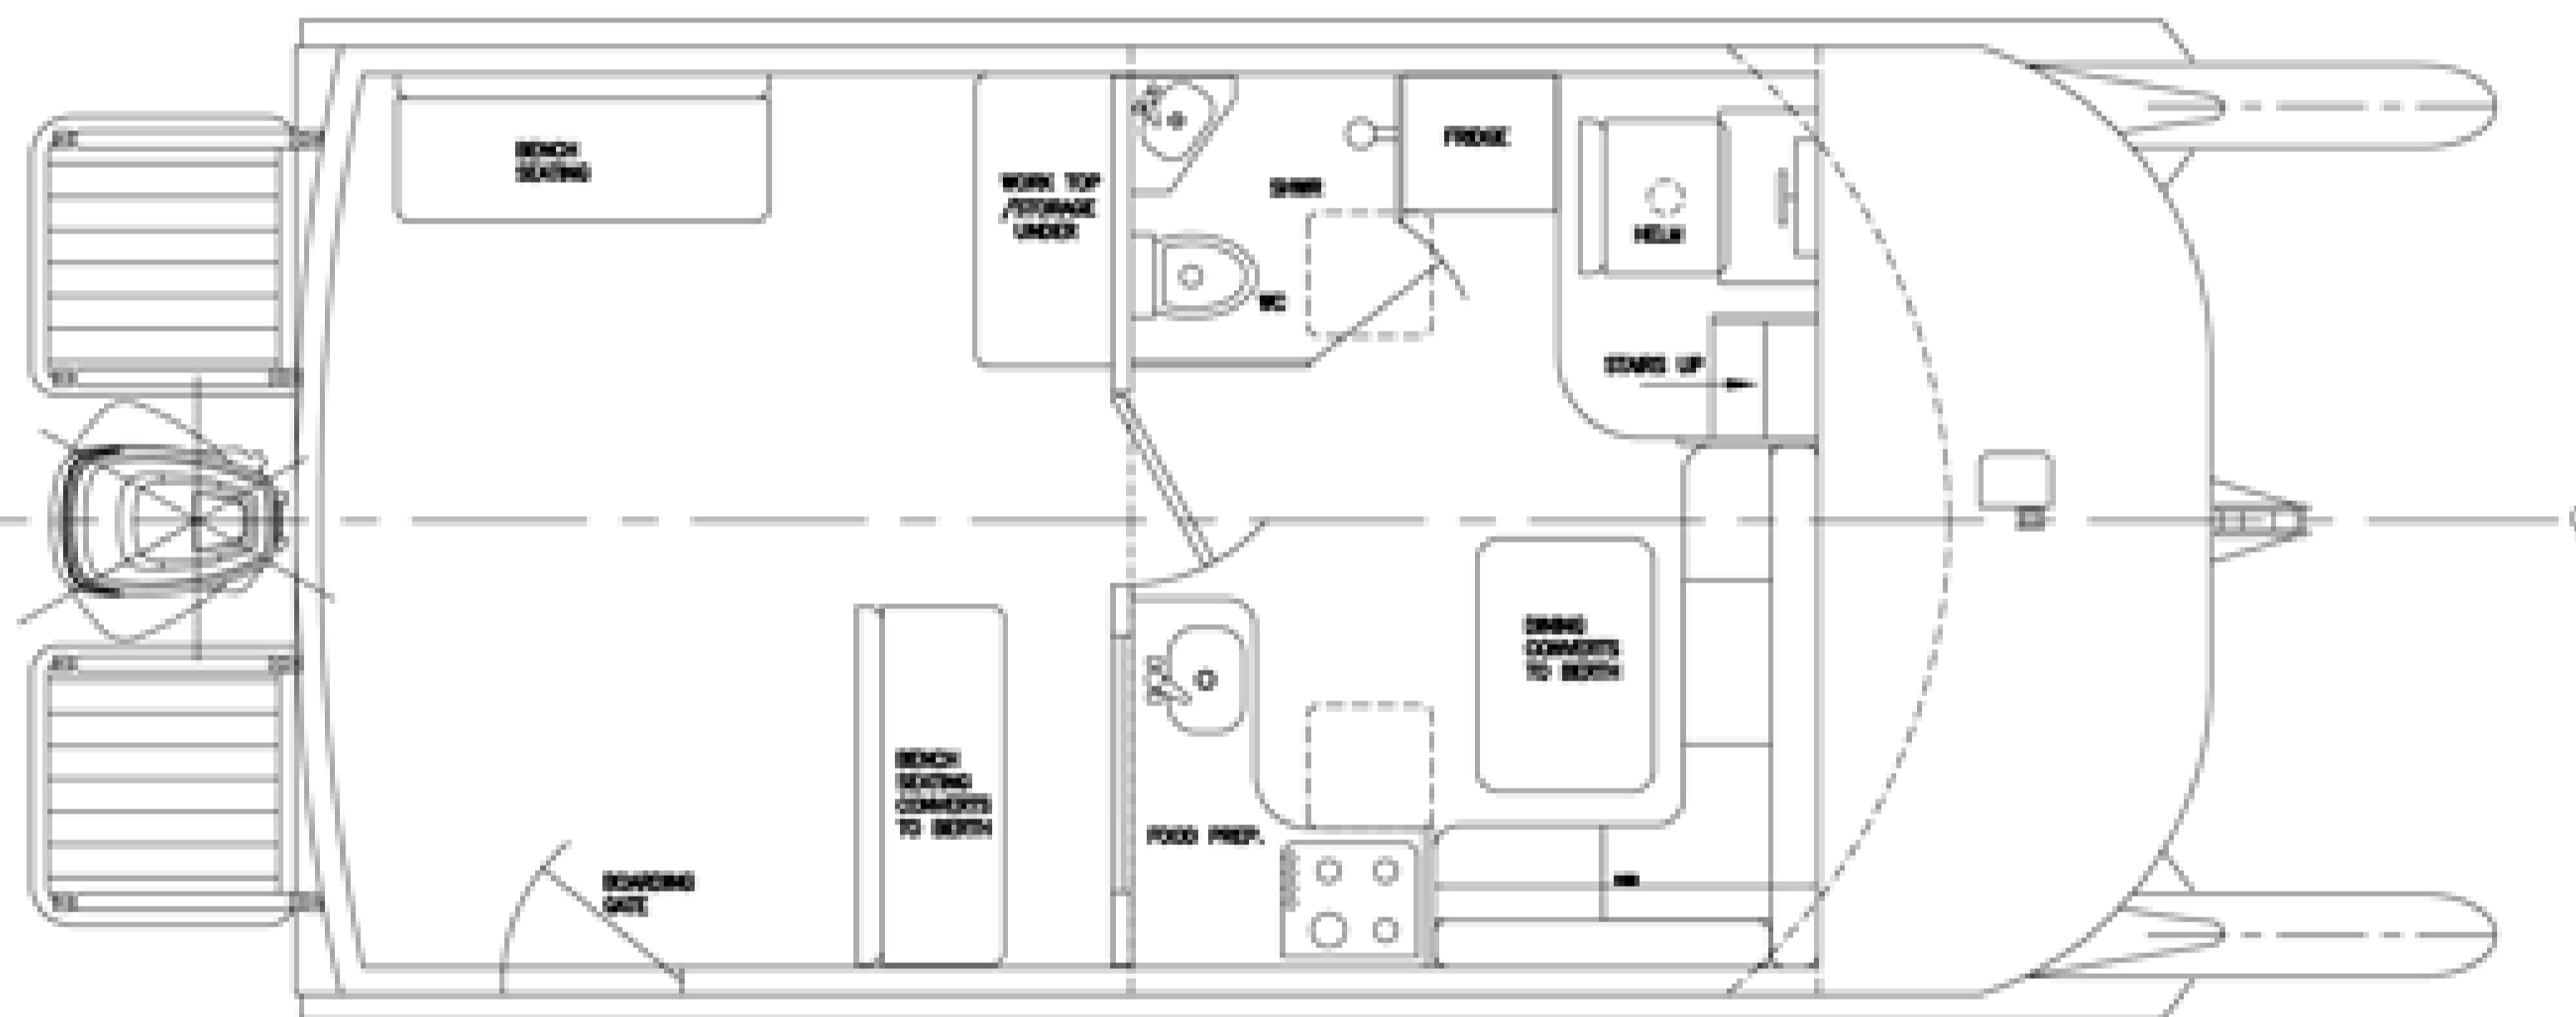 BENCH
SEATING
WORK TOP
/STORAGE
UNDER
SHWR
WC
FRIDGE
HELM
STAIRS UP
DINING
CONVERTS
TO BERTH
BENCH
SEATING
CONVERTS
TO BERTH
FOOD PREP.
BOARDING
GATE